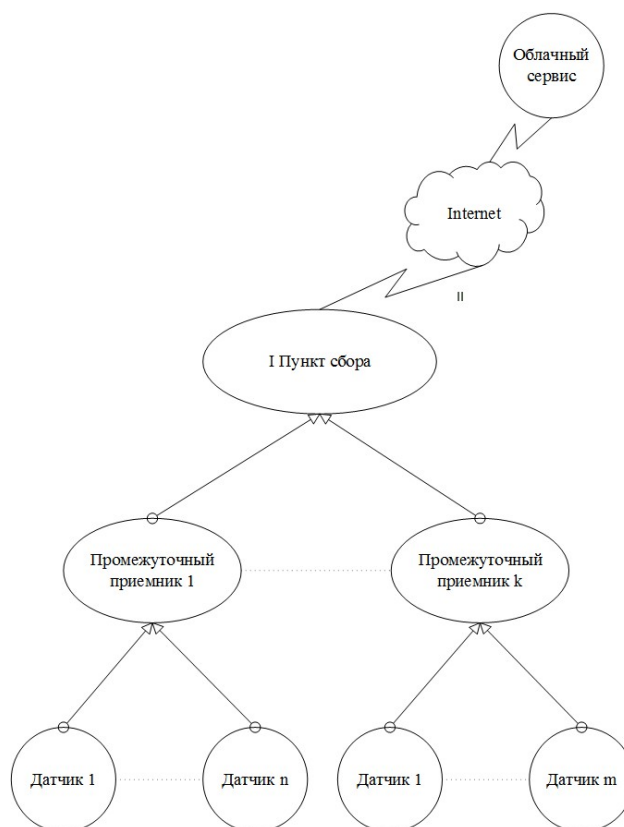 Облачный
сервис
Internet
II
I Пункт сбора
Промежуточный
приемник 1
Промежуточный
приемник k
Датчик 1
Датчик n
Датчик 1
Датчик m